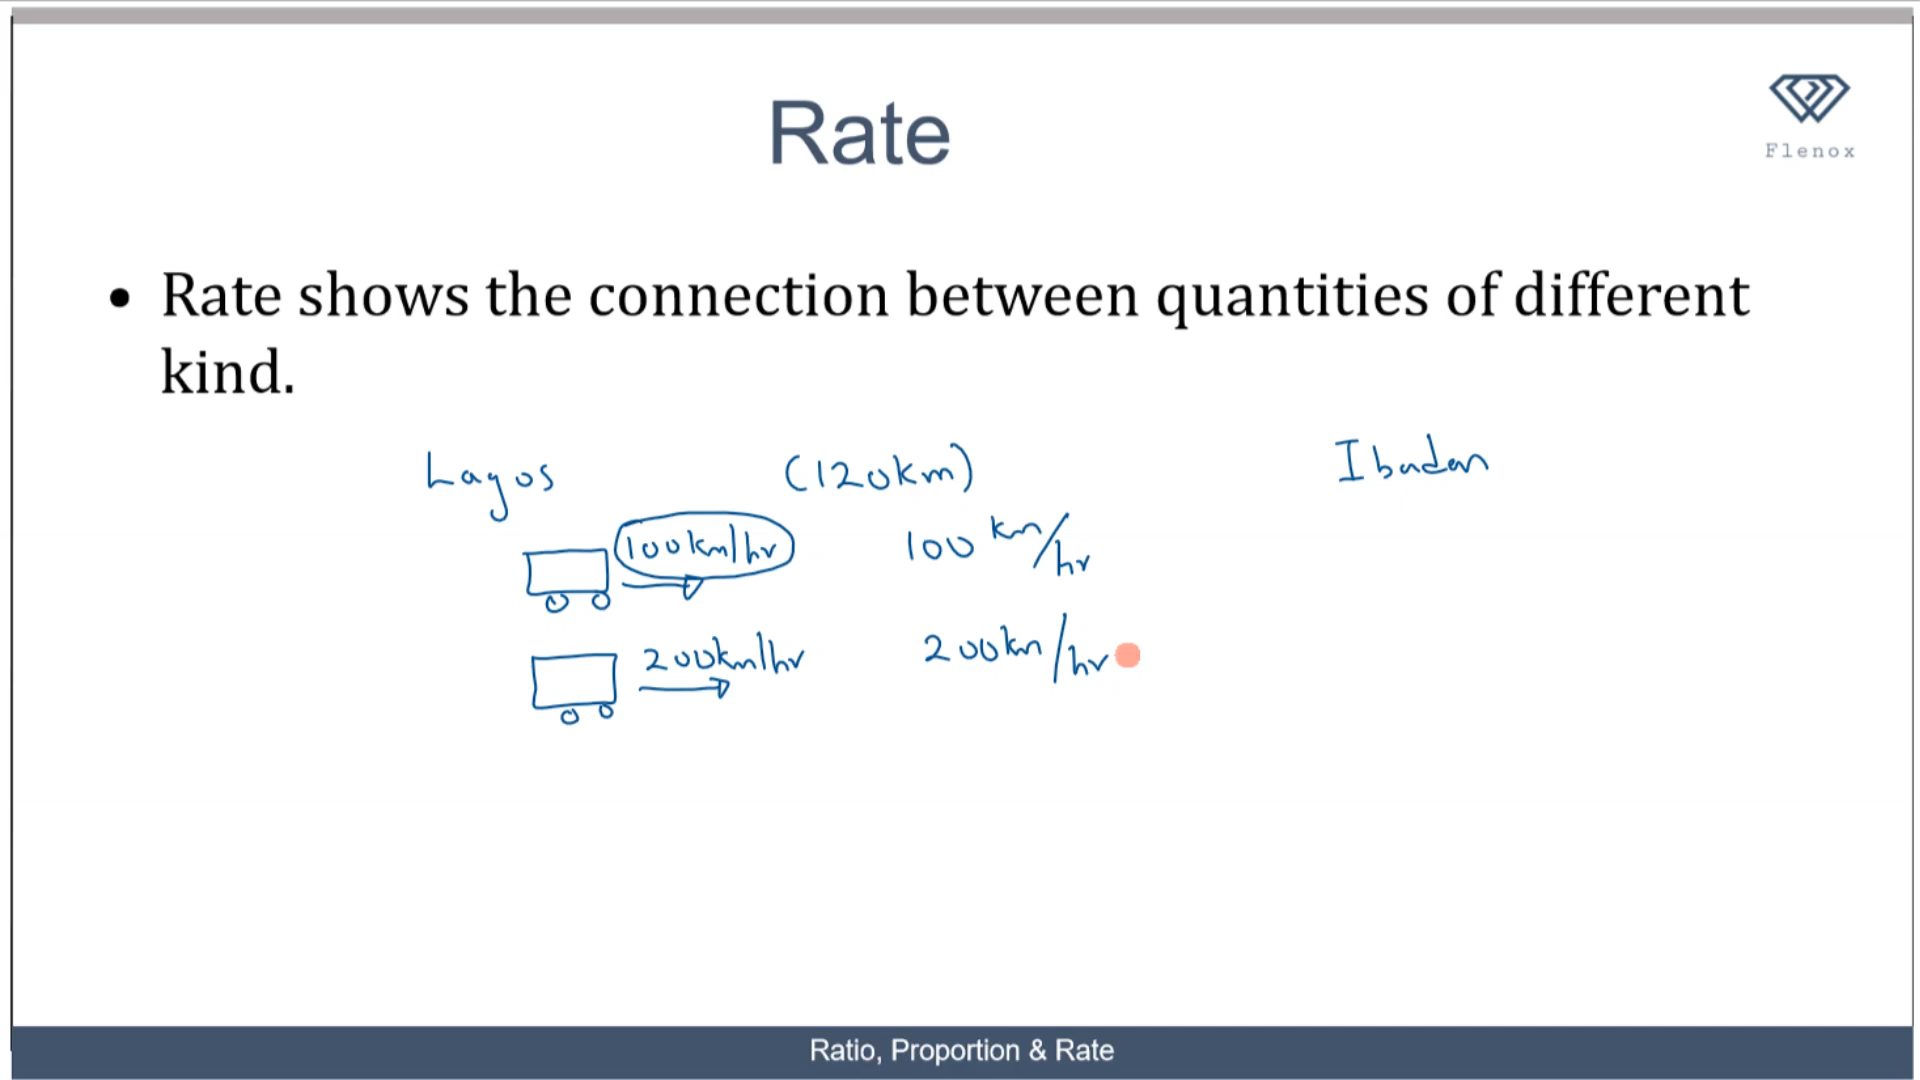 Rate
Flenox
• Rate shows the connection between quantities of different
kind.
Lagos (120km) Ibadan
100km/hr 100 km/hr
200km/hr 200km/hr
Ratio, Proportion & Rate